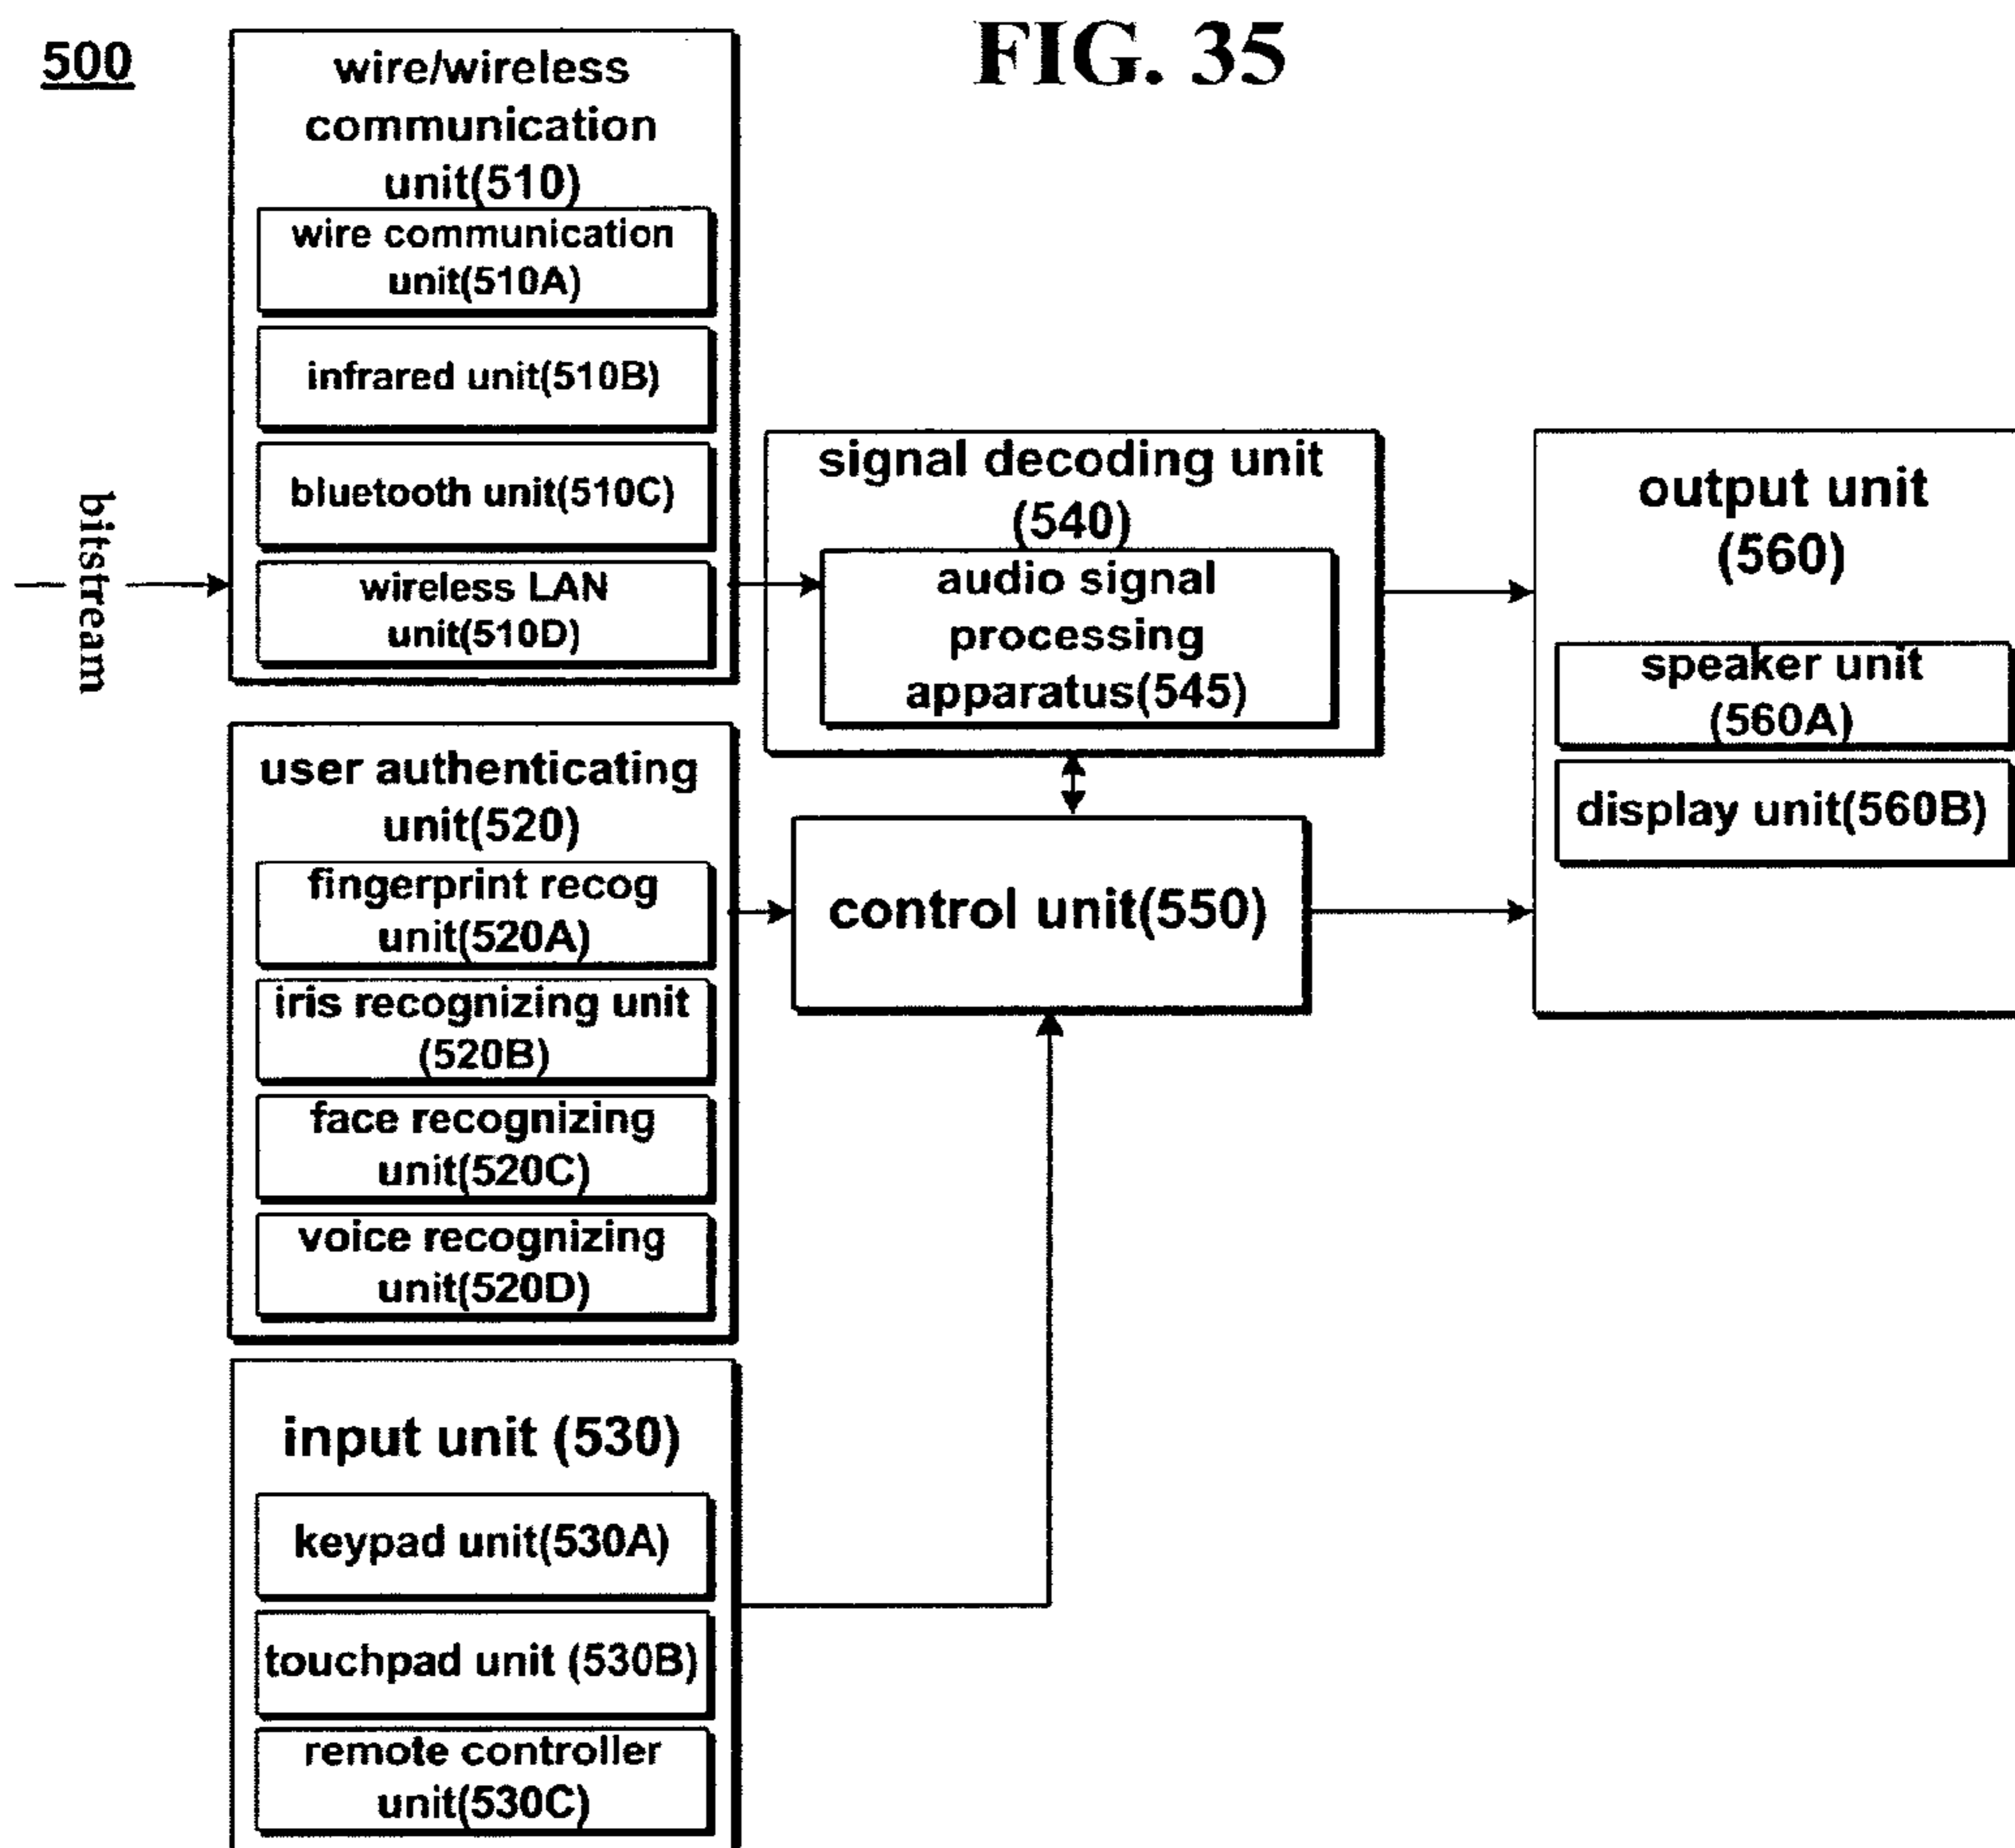 500
FIG. 35
wire/wireless
communication
unit(510)
wire communication
unit(510A)
infrared unit(510B)
bluetooth unit(510C)
wireless LAN
unit(510D)
bitstream
signal decoding unit
(540)
audio signal
processing
apparatus(545)
output unit
(560)
speaker unit
(560A)
display unit(560B)
user authenticating
unit(520)
fingerprint recog
unit(520A)
iris recognizing unit
(520B)
face recognizing
unit(520C)
voice recognizing
unit(520D)
control unit(550)
input unit (530)
keypad unit(530A)
touchpad unit (530B)
remote controller
unit(530C)